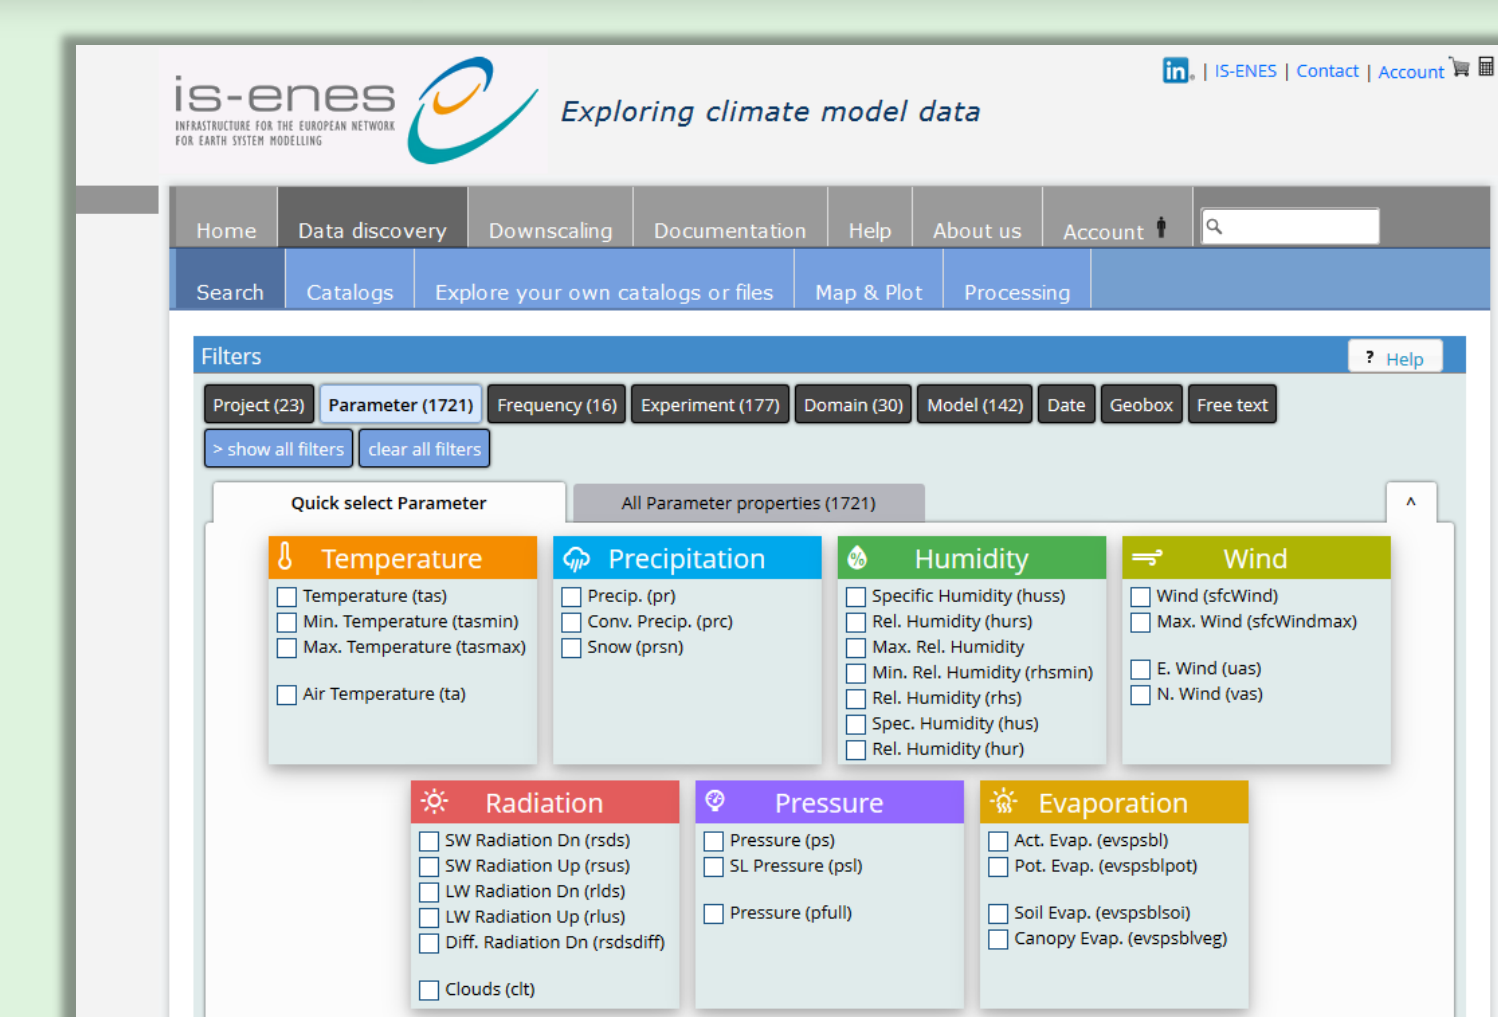 is-enes
INFRASTRUCTURE FOR THE EUROPEAN NETWORK
FOR EARTH SYSTEM MODELLING
Exploring climate model data
in. | IS-ENES | Contact | Account
Home Data discovery Downscaling Documentation Help About us Account
Search Catalogs Explore your own catalogs or files Map & Plot Processing
Filters
? Help
Project (23) Parameter (1721) Frequency (16) Experiment (177) Domain (30) Model (142) Date Geobox Free text
> show all filters clear all filters
Quick select Parameter All Parameter properties (1721) ^
Temperature
Temperature (tas)
Min. Temperature (tasmin)
Max. Temperature (tasmax)
Air Temperature (ta)
Precipitation
Precip. (pr)
Conv. Precip. (prc)
Snow (prsn)
% Humidity
Specific Humidity (huss)
Rel. Humidity (hurs)
Max. Rel. Humidity
Min. Rel. Humidity (rhsmin)
Rel. Humidity (rhs)
Spec. Humidity (hus)
Rel. Humidity (hur)
Wind
Wind (sfcWind)
Max. Wind (sfcWindmax)
E. Wind (uas)
N. Wind (vas)
Radiation
SW Radiation Dn (rsds)
SW Radiation Up (rsus)
LW Radiation Dn (rlds)
LW Radiation Up (rlus)
Diff. Radiation Dn (rsdsdiff)
Clouds (clt)
Pressure
Pressure (ps)
SL Pressure (psl)
Pressure (pfull)
Evaporation
Act. Evap. (evspsbl)
Pot. Evap. (evspsblpot)
Soil Evap. (evspsblsoi)
Canopy Evap. (evspsblveg)